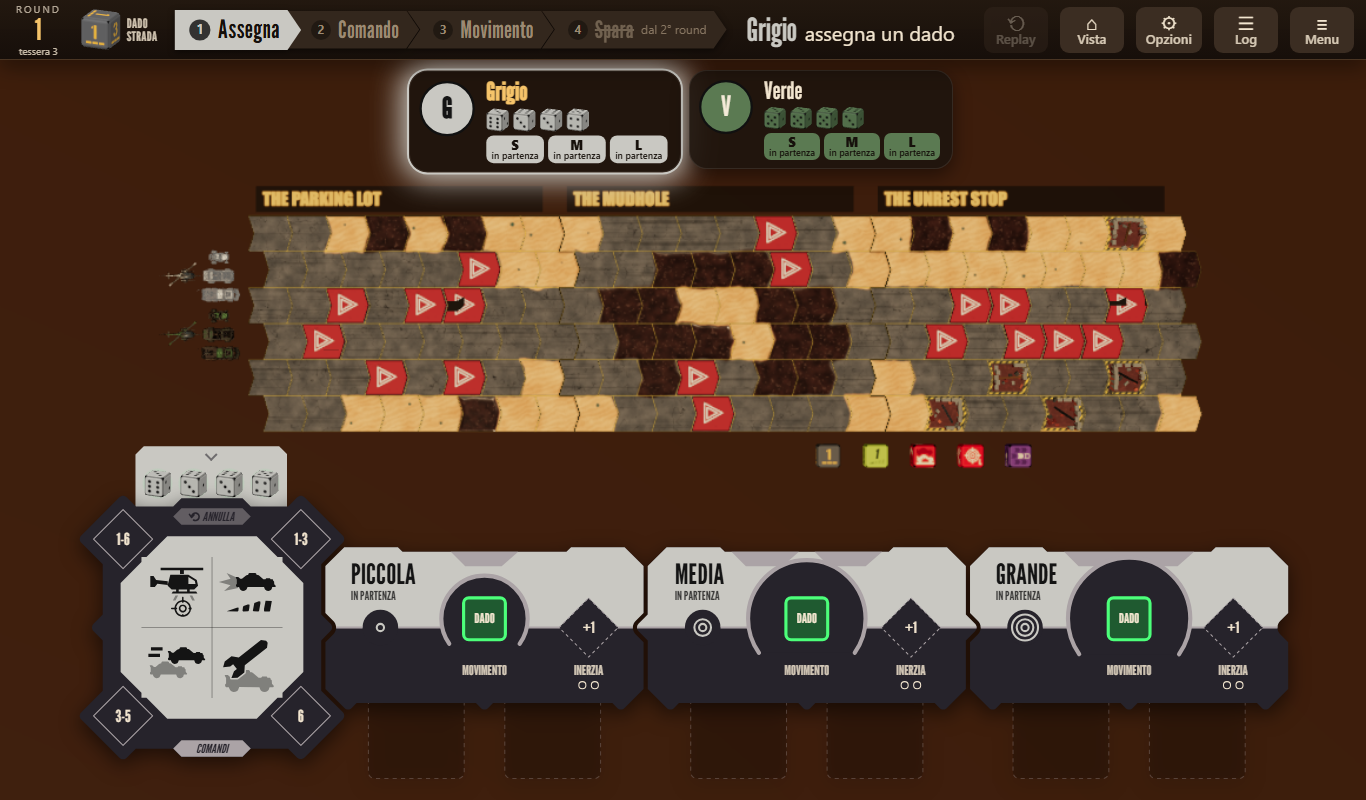 ROUND
1
tessera 3
DADO
STRADA
1 Assegna
2 Comando
3 Movimento
4 Spara dal 2° round
Grigio assegna un dado
Replay
Vista
Opzioni
Log
Menu
G
Grigio
S
in partenza
M
in partenza
L
in partenza
V
Verde
S
in partenza
M
in partenza
L
in partenza
THE PARKING LOT
THE MUDHOLE
THE UNREST STOP
1
1
ANNULLA
1-6
1-3
3-5
6
COMANDI
PICCOLA
IN PARTENZA
DADO
+1
MOVIMENTO
INERZIA
MEDIA
IN PARTENZA
DADO
+1
MOVIMENTO
INERZIA
GRANDE
IN PARTENZA
DADO
+1
MOVIMENTO
INERZIA